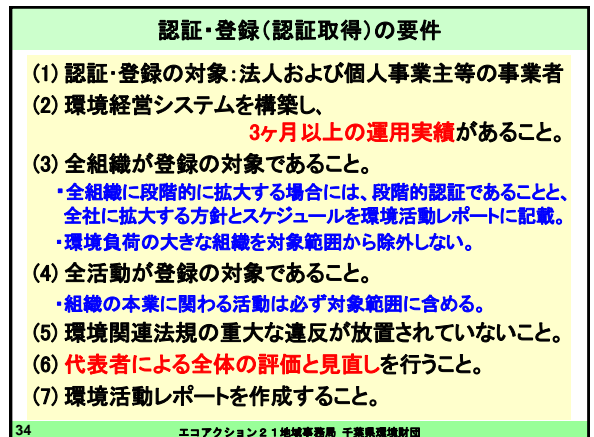 認証・登録(認証取得)の要件
(1) 認証・登録の対象:法人および個人事業主等の事業者
(2) 環境経営システムを構築し、
3ヶ月以上の運用実績があること。
(3) 全組織が登録の対象であること。
・全組織に段階的に拡大する場合には、段階的認証であることと、
全社に拡大する方針とスケジュールを環境活動レポートに記載。
・環境負荷の大きな組織を対象範囲から除外しない。
(4) 全活動が登録の対象であること。
・組織の本業に関わる活動は必ず対象範囲に含める。
(5) 環境関連法規の重大な違反が放置されていないこと。
(6) 代表者による全体の評価と見直しを行うこと。
(7) 環境活動レポートを作成すること。
34
エコアクション21地域事務局 千葉県環境財団